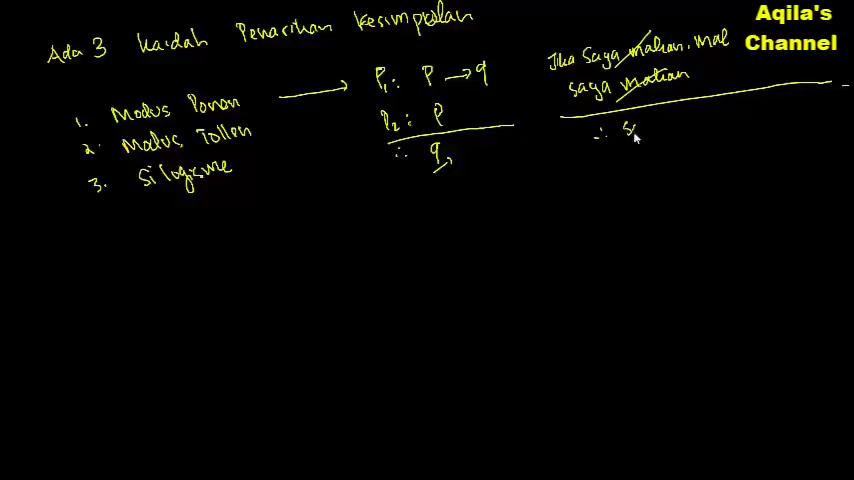 Aqila's
Channel
Ada 3 Kaidah Penarikan Kesimpulan
1. Modus Ponen
2. Modus Tollen
3. Silogisme
P₁: P → q
P₂: P
∴ q
Jika Saya makan, mak
saya makan
∴ s